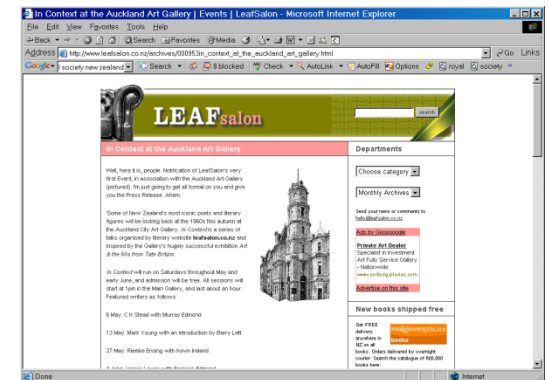 In Context at the Auckland Art Gallery | Events | LeafSalon - Microsoft Internet Explorer
File Edit View Favorites Tools Help
Back Search Favorites Media
Address http://www.leafsalon.co.nz/archives/000953in_context_at_the_auckland_art_gallery.html Go Links
Google society new zealand Search 8 blocked Check AutoLink AutoFill Options royal society
LEAFsalon
search
In Context at the Auckland Art Gallery
Departments
Well, here it is, people. Notification of LeafSalon's very
first Event, in association with the Auckland Art Gallery
(pictured). I'm just going to get all formal on you and give
you the Press Release. Ahem.
'Some of New Zealand's most iconic poets and literary
figures will be looking back at the 1960s this autumn at
the Auckland City Art Gallery. In Context is a series of
talks organised by literary website leafsalon.co.nz and
inspired by the Gallery's hugely successful exhibition Art
& the 60s from Tate Britain.
In Context will run on Saturdays throughout May and
early June, and admission will be free. All sessions will
start at 1pm in the Main Gallery, and last about an hour.
Featured writers as follows:
6 May: C K Stead with Murray Edmond
13 May: Mark Young with an introduction by Barry Lett
27 May: Riemke Ensing with Kevin Ireland
Choose category
Monthly Archives
Send your news or comments to
hello@leafsalon.co.nz
Ads by Goooooogle
Private Art Dealer
Specialist in Investment
Art Fully Service Gallery
- Nationwide
www.unitedgalleries.com
Advertise on this site
New books shipped free
Get FREE
delivery
anywhere in
NZ on all
books. Orders delivered by overnight
courier. Search the catalogue of 800,000
books here:
realgroovy.co.nz
books
Done
Internet